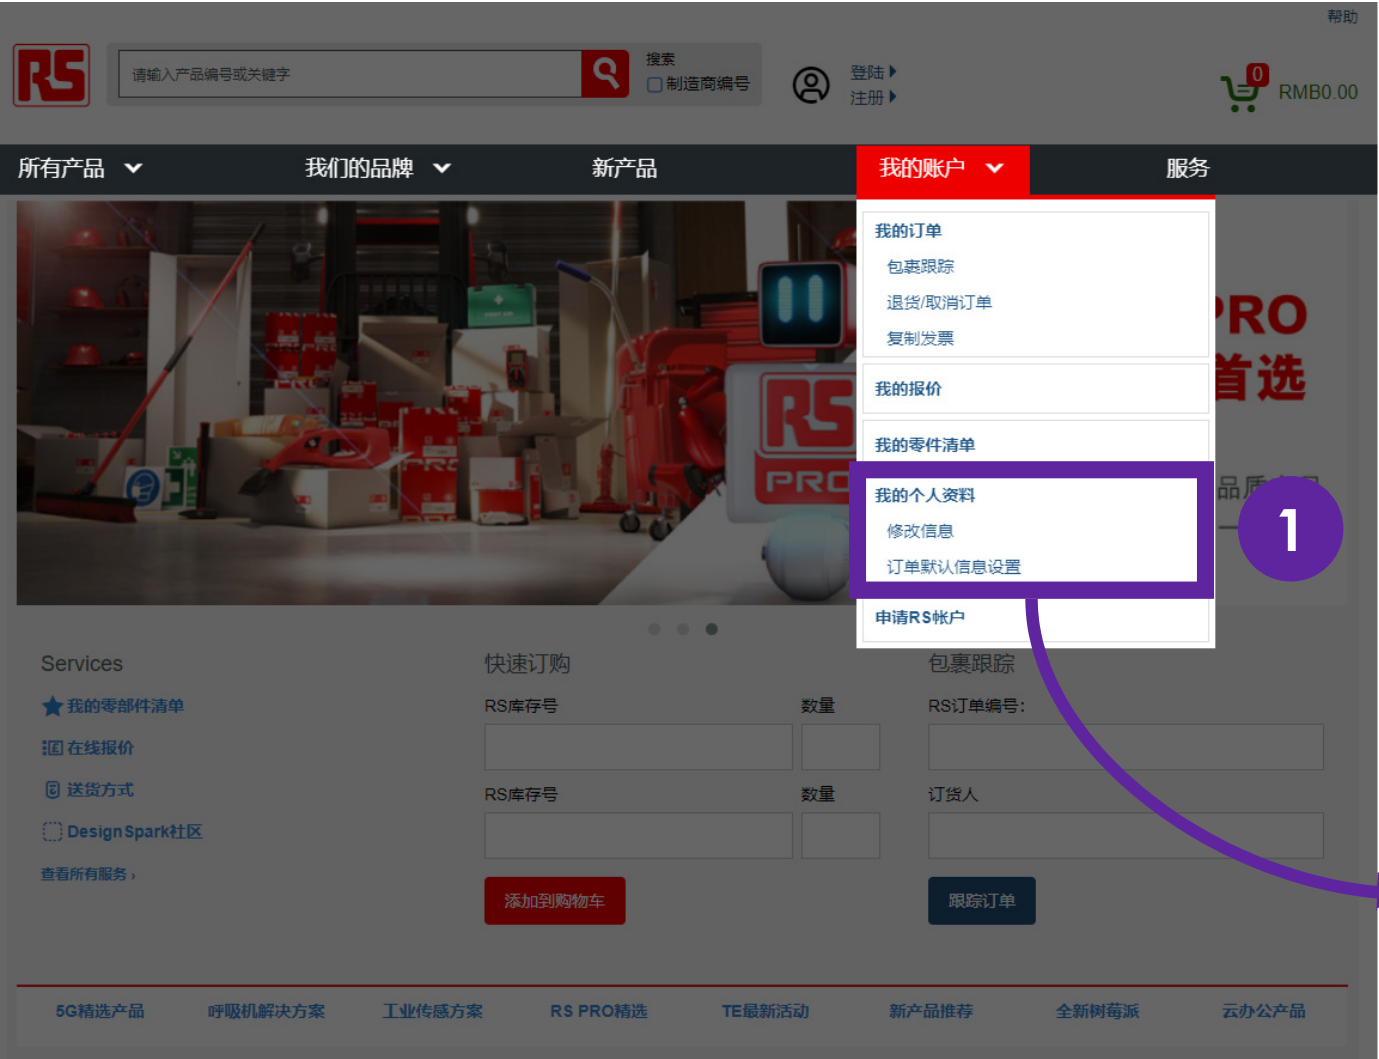 帮助
RS
请输入产品编号或关键字
搜索
制造商编号
登陆
注册
0
RMB0.00
所有产品
我们的品牌
新产品
我的账户
服务
我的订单
包裹跟踪
退货/取消订单
复制发票
我的报价
我的零件清单
我的个人资料
修改信息
订单默认信息设置
申请RS帐户
1
PRO
首选
品质
RS
PRO
FIRST AID
Services
我的零部件清单
在线报价
送货方式
DesignSpark社区
查看所有服务 ›
快速订购
RS库存号
数量
RS库存号
数量
添加到购物车
包裹跟踪
RS订单编号:
订货人
跟踪订单
5G精选产品
呼吸机解决方案
工业传感方案
RS PRO精选
TE最新活动
新产品推荐
全新树莓派
云办公产品